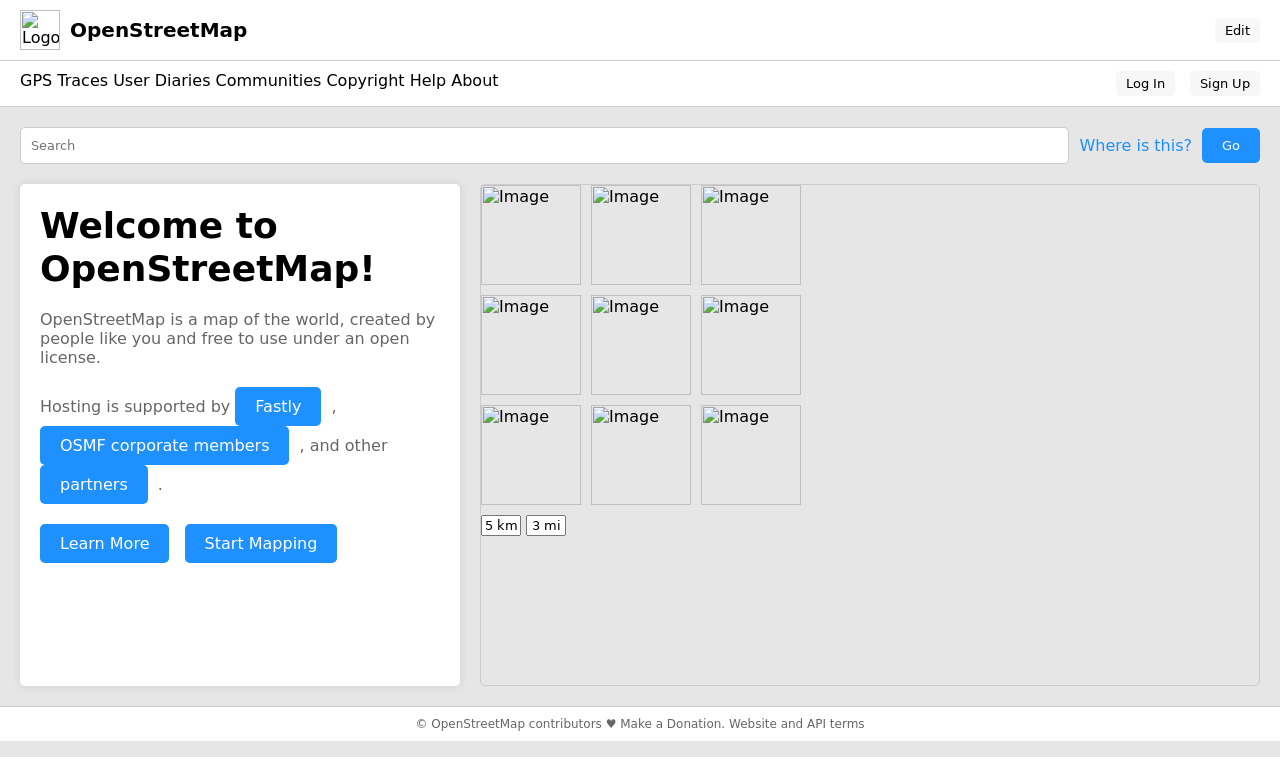 Logo OpenStreetMap Edit
GPS Traces User Diaries Communities Copyright Help About Log In Sign Up
Search Where is this? Go
Welcome to
OpenStreetMap!
OpenStreetMap is a map of the world, created by
people like you and free to use under an open
license.
Hosting is supported by Fastly ,
OSMF corporate members , and other
partners .
Learn More Start Mapping
Image Image Image
Image Image Image
Image Image Image
5 km 3 mi
© OpenStreetMap contributors ♥ Make a Donation. Website and API terms